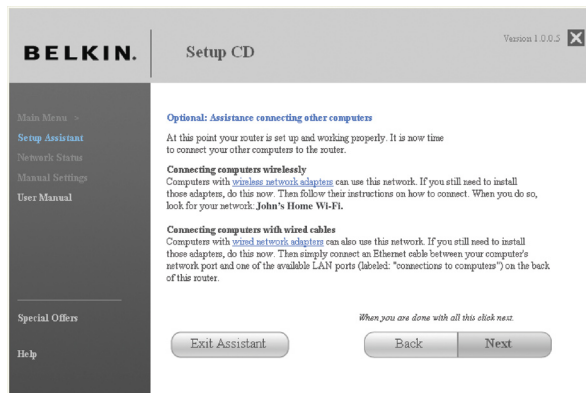 BELKIN.
Setup CD
Version 1.0.0.5
Main Menu >
Setup Assistant
Network Status
Manual Settings
User Manual
Special Offers
Help
Optional: Assistance connecting other computers
At this point your router is set up and working properly. It is now time
to connect your other computers to the router.
Connecting computers wirelessly
Computers with wireless network adapters can use this network. If you still need to install
those adapters, do this now. Then follow their instructions on how to connect. When you do so,
look for your network: John's Home Wi-Fi.
Connecting computers with wired cables
Computers with wired network adapters can also use this network. If you still need to install
those adapters, do this now. Then simply connect an Ethernet cable between your computer's
network port and one of the available LAN ports (labeled: "connections to computers") on the back
of this router.
When you are done with all this click next.
Exit Assistant
Back
Next